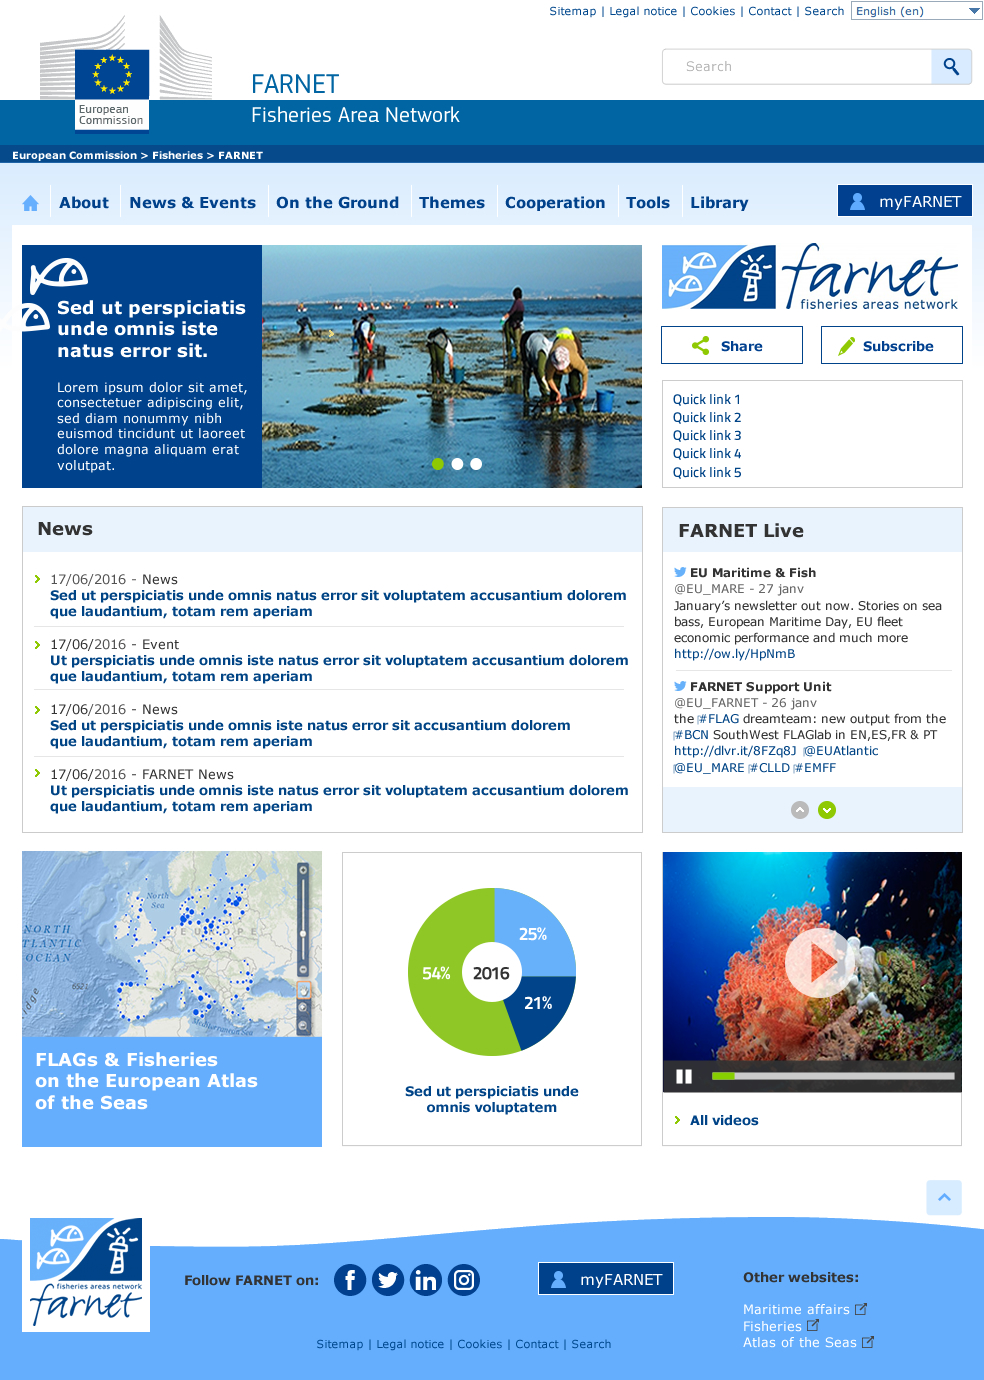 Sitemap | Legal notice | Cookies | Contact | Search
English (en)
Search
European
Commission
FARNET
Fisheries Area Network
European Commission > Fisheries > FARNET
About
News & Events
On the Ground
Themes
Cooperation
Tools
Library
myFARNET
Sed ut perspiciatis
unde omnis iste
natus error sit.
Lorem ipsum dolor sit amet,
consectetuer adipiscing elit,
sed diam nonummy nibh
euismod tincidunt ut laoreet
dolore magna aliquam erat
volutpat.
farnet
fisheries areas network
Share
Subscribe
Quick link 1
Quick link 2
Quick link 3
Quick link 4
Quick link 5
News
17/06/2016 - News
Sed ut perspiciatis unde omnis natus error sit voluptatem accusantium dolorem
que laudantium, totam rem aperiam
17/06/2016 - Event
Ut perspiciatis unde omnis iste natus error sit voluptatem accusantium dolorem
que laudantium, totam rem aperiam
17/06/2016 - News
Sed ut perspiciatis unde omnis iste natus error sit accusantium dolorem
que laudantium, totam rem aperiam
17/06/2016 - FARNET News
Ut perspiciatis unde omnis iste natus error sit voluptatem accusantium dolorem
que laudantium, totam rem aperiam
FARNET Live
EU Maritime & Fish
@EU_MARE - 27 janv
January's newsletter out now. Stories on sea
bass, European Maritime Day, EU fleet
economic performance and much more
http://ow.ly/HpNmB
FARNET Support Unit
@EU_FARNET - 26 janv
the #FLAG dreamteam: new output from the
#BCN SouthWest FLAGlab in EN,ES,FR & PT
http://dlvr.it/8FZq8J @EUAtlantic
@EU_MARE #CLLD #EMFF
North
Sea
NORTH
ATLANTIC
OCEAN
EUROPE
6521
Mediterranean Sea
FLAGs & Fisheries
on the European Atlas
of the Seas
25%
54%
2016
21%
Sed ut perspiciatis unde
omnis voluptatem
All videos
fisheries areas network
farnet
Follow FARNET on:
myFARNET
Other websites:
Maritime affairs
Fisheries
Atlas of the Seas
Sitemap | Legal notice | Cookies | Contact | Search